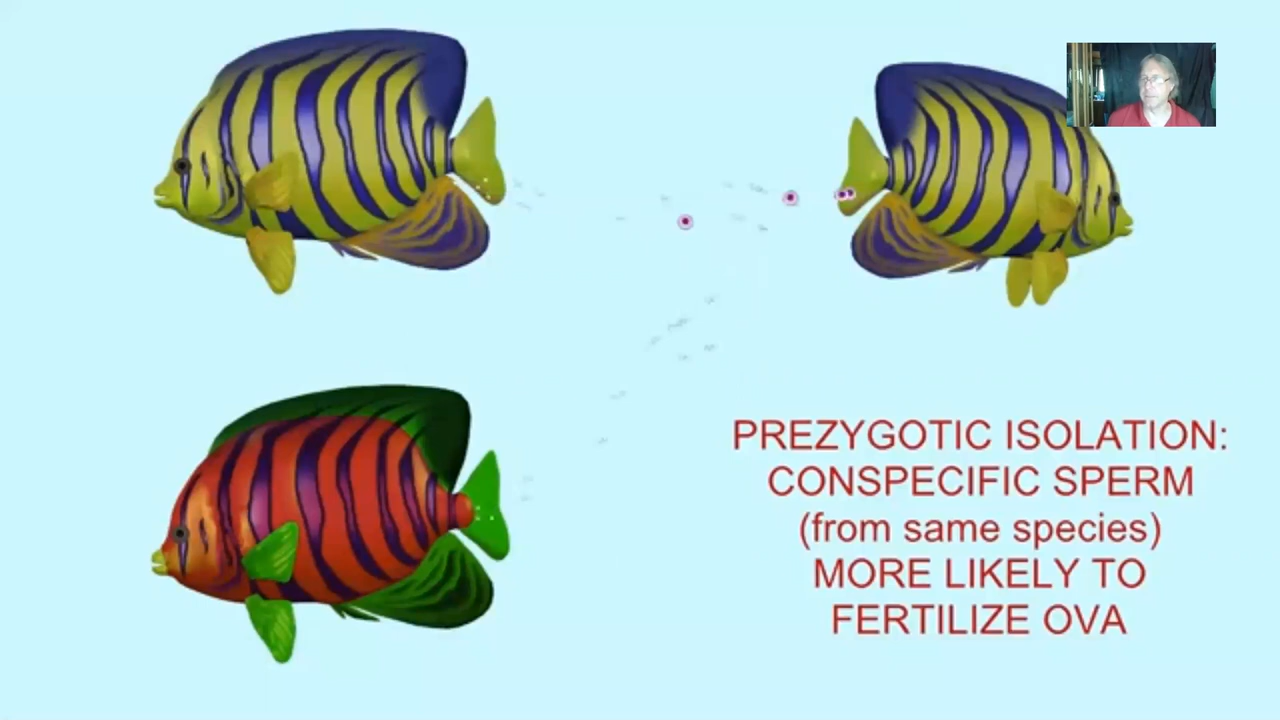 PREZYGOTIC ISOLATION:
CONSPECIFIC SPERM
(from same species)
MORE LIKELY TO
FERTILIZE OVA